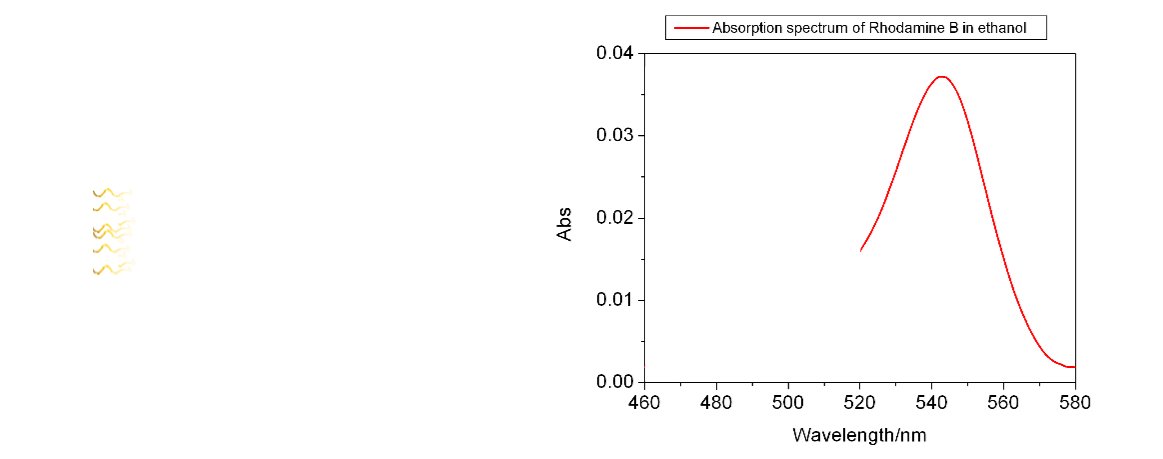 Absorption spectrum of Rhodamine B in ethanol
0.04
0.03
0.02
0.01
0.00
Abs
460 480 500 520 540 560 580
Wavelength/nm